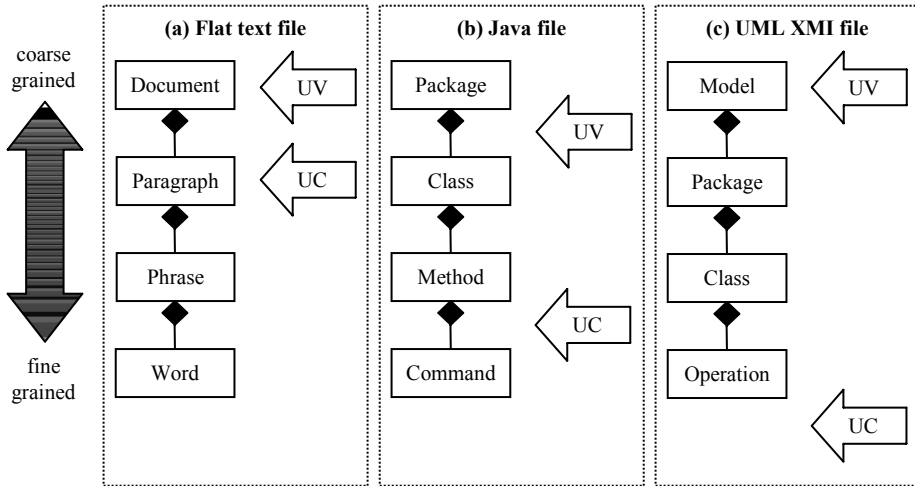 coarse
grained
fine
grained
(a) Flat text file
Document
UV
Paragraph
UC
Phrase
Word
(b) Java file
Package
UV
Class
Method
UC
Command
(c) UML XMI file
Model
UV
Package
Class
Operation
UC